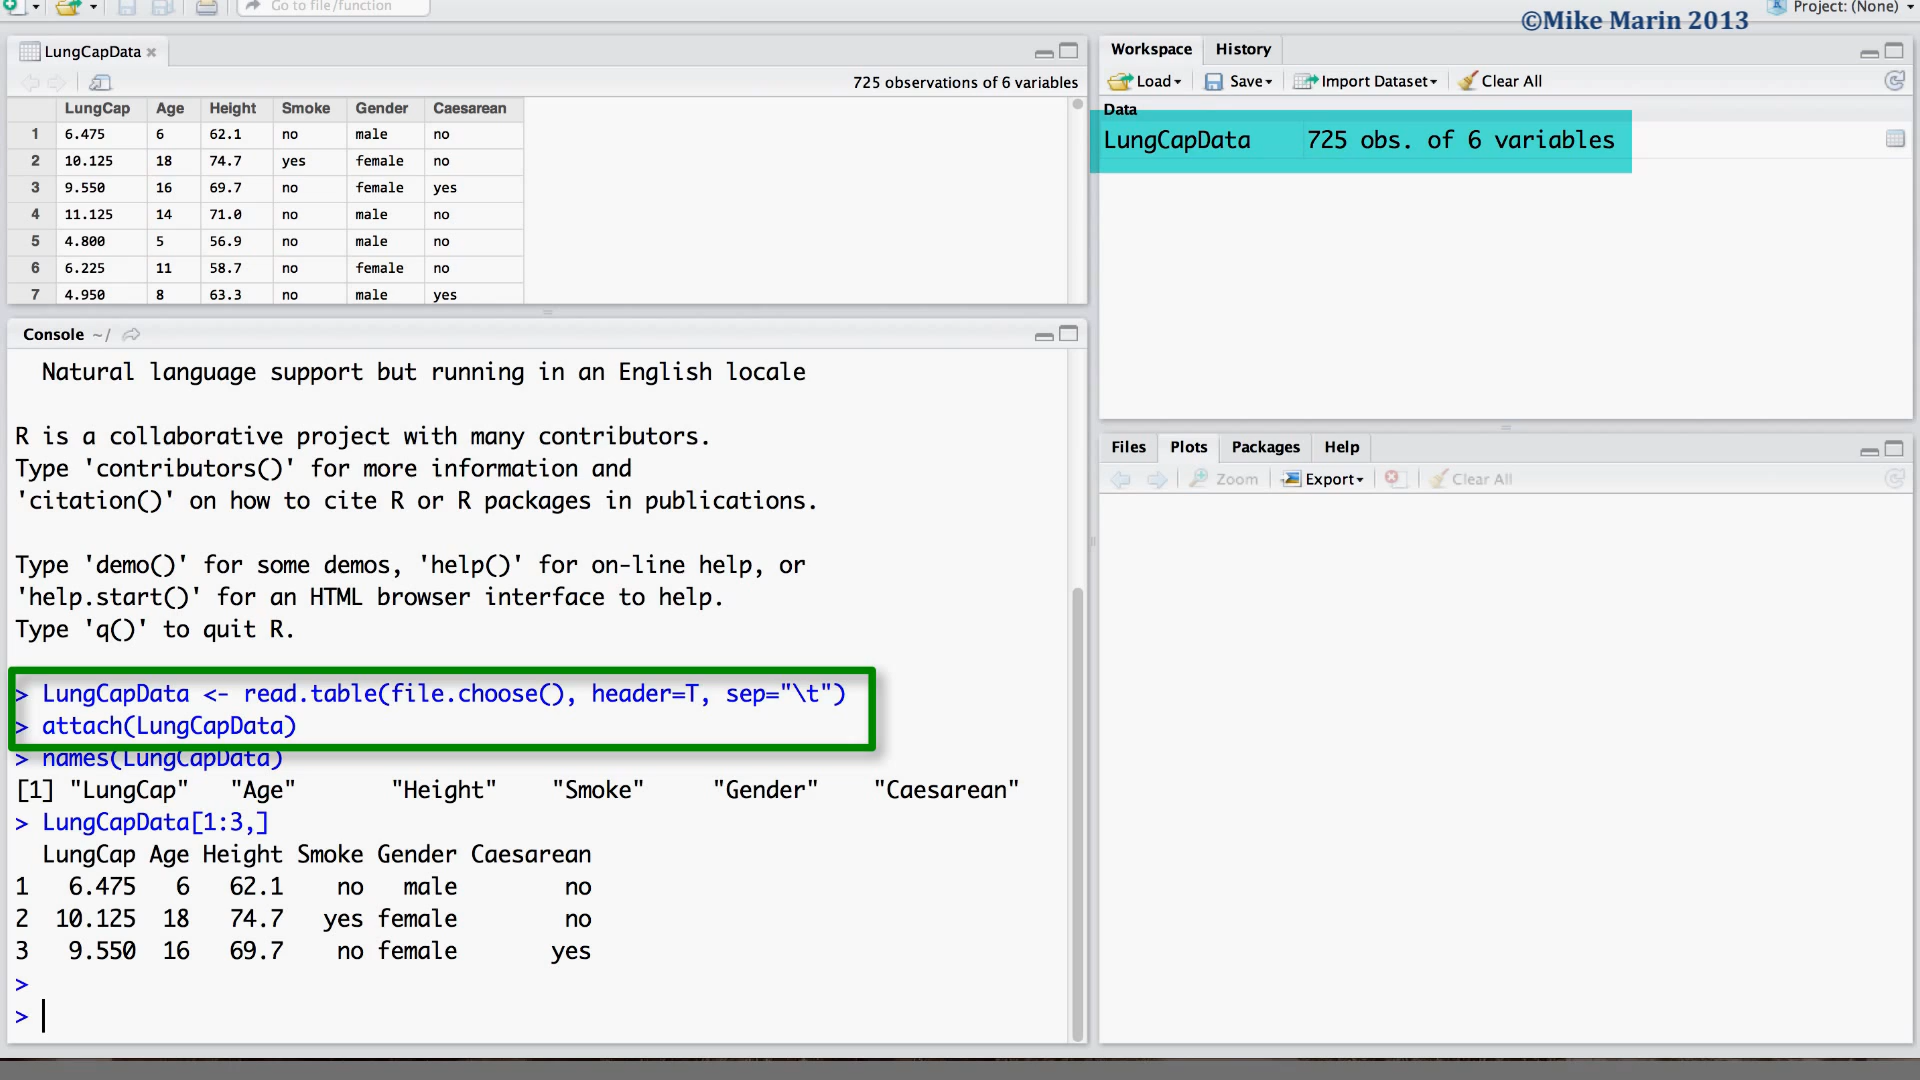 Go to file/function
©Mike Marin 2013
Project: (None)
LungCapData
725 observations of 6 variables
LungCap Age Height Smoke Gender Caesarean
1 6.475 6 62.1 no male no
2 10.125 18 74.7 yes female no
3 9.550 16 69.7 no female yes
4 11.125 14 71.0 no male no
5 4.800 5 56.9 no male no
6 6.225 11 58.7 no female no
7 4.950 8 63.3 no male yes
Workspace History
Load Save Import Dataset Clear All
Data
LungCapData 725 obs. of 6 variables
Console ~/
Natural language support but running in an English locale
R is a collaborative project with many contributors.
Type 'contributors()' for more information and
'citation()' on how to cite R or R packages in publications.
Type 'demo()' for some demos, 'help()' for on-line help, or
'help.start()' for an HTML browser interface to help.
Type 'q()' to quit R.
> LungCapData <- read.table(file.choose(), header=T, sep="\t")
> attach(LungCapData)
> names(LungCapData)
[1] "LungCap" "Age" "Height" "Smoke" "Gender" "Caesarean"
> LungCapData[1:3,]
LungCap Age Height Smoke Gender Caesarean
1 6.475 6 62.1 no male no
2 10.125 18 74.7 yes female no
3 9.550 16 69.7 no female yes
>
>
Files Plots Packages Help
Zoom Export Clear All